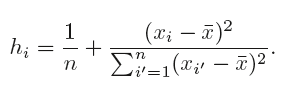 h_i = \frac{1}{n} + \frac{(x_i - \bar{x})^2}{\sum_{i'=1}^{n}(x_{i'} - \bar{x})^2}.